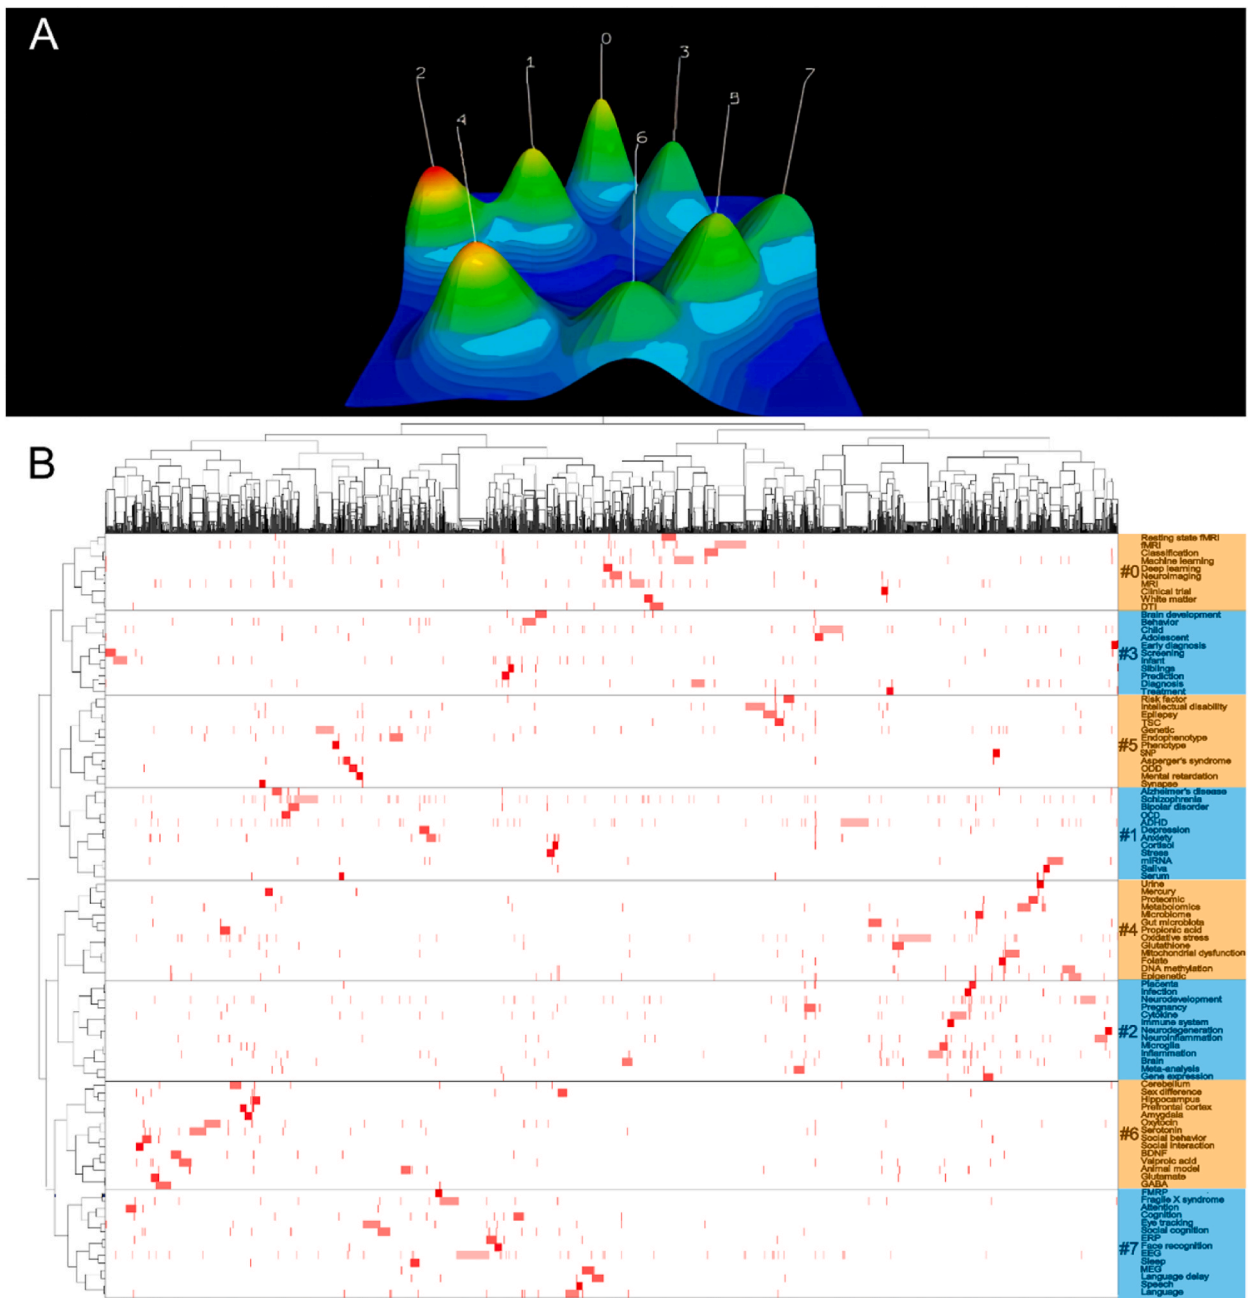 A
0
1
3
2
7
5
4
6
B
Resting state fMRI
fMRI
Classification
Machine learning
#0
Deep learning
Neuroimaging
MRI
Clinical trial
White matter
DTI
Brain development
Behavior
Child
Adolescent
Early diagnosis
#3
Screening
Infant
Siblings
Prediction
Diagnosis
Treatment
Risk factor
Intellectual disability
Epilepsy
TSC
Genetic
Endophenotype
#5
Phenotype
SNP
Asperger's syndrome
ODD
Mental retardation
Synapse
Alzheimer's disease
Schizophrenia
Bipolar disorder
OCD
ADHD
Depression
#1
Anxiety
Cortisol
Stress
miRNA
Saliva
Serum
Urine
Mercury
Proteomic
Metabolomics
Microbiome
Gut microbiota
#4
Propionic acid
Oxidative stress
Glutathione
Mitochondrial dysfunction
Folate
DNA methylation
Epigenetic
Placenta
Infection
Neurodevelopment
Pregnancy
Cytokine
Immune system
#2
Neurodegeneration
Neuroinflammation
Microglia
Inflammation
Brain
Meta-analysis
Gene expression
Cerebellum
Sex difference
Hippocampus
Prefrontal cortex
Amygdala
Oxytocin
#6
Serotonin
Social behavior
Social interaction
BDNF
Valproic acid
Animal model
Glutamate
GABA
FMRP
Fragile X syndrome
Attention
Cognition
Eye tracking
Social cognition
ERP
#7
Face recognition
EEG
Sleep
MEG
Language delay
Speech
Language